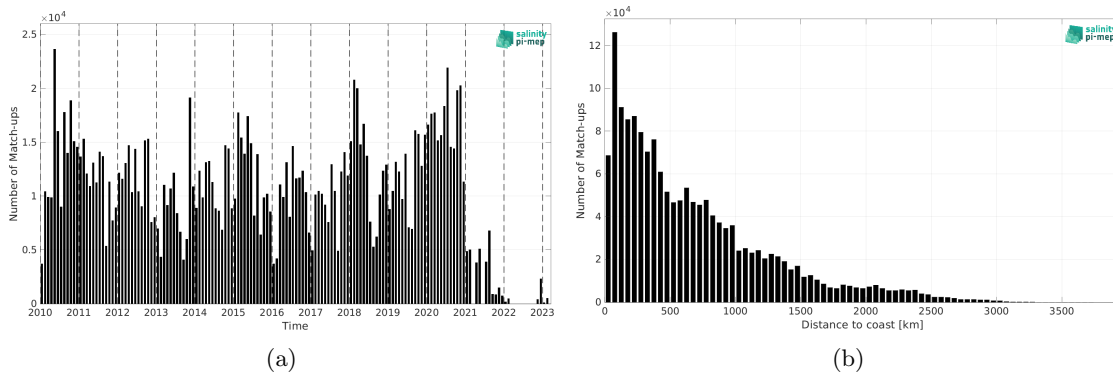 ×10⁴
2.5
2
1.5
1
0.5
0
Number of Match-ups
2010 2011 2012 2013 2014 2015 2016 2017 2018 2019 2020 2021 2022 2023
Time
salinity
pi-mep
(a)
×10⁴
12
10
8
6
4
2
0
Number of Match-ups
0 500 1000 1500 2000 2500 3000 3500
Distance to coast [km]
salinity
pi-mep
(b)